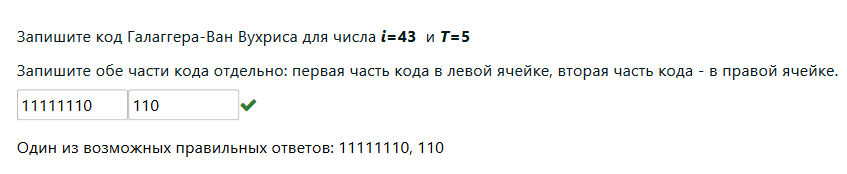 Запишите код Галаггера-Ван Вухриса для числа i=43 и T=5
Запишите обе части кода отдельно: первая часть кода в левой ячейке, вторая часть кода - в правой ячейке.
11111110 110
Один из возможных правильных ответов: 11111110, 110